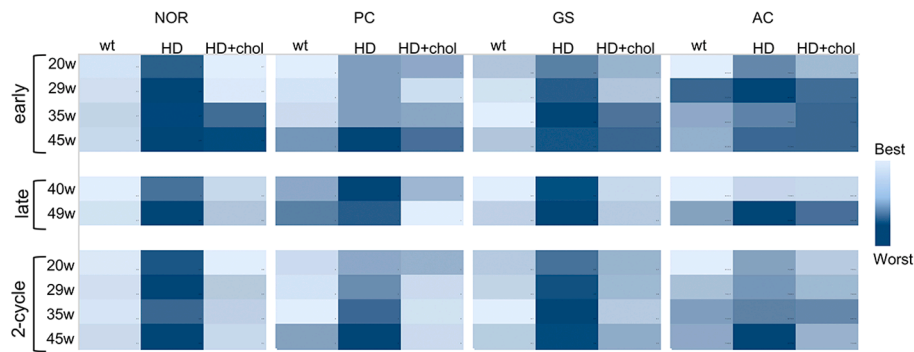 NOR PC GS AC
wt HD HD+chol wt HD HD+chol wt HD HD+chol wt HD HD+chol
early
20w
29w
35w
45w
late
40w
49w
2-cycle
20w
29w
35w
45w
Best
Worst